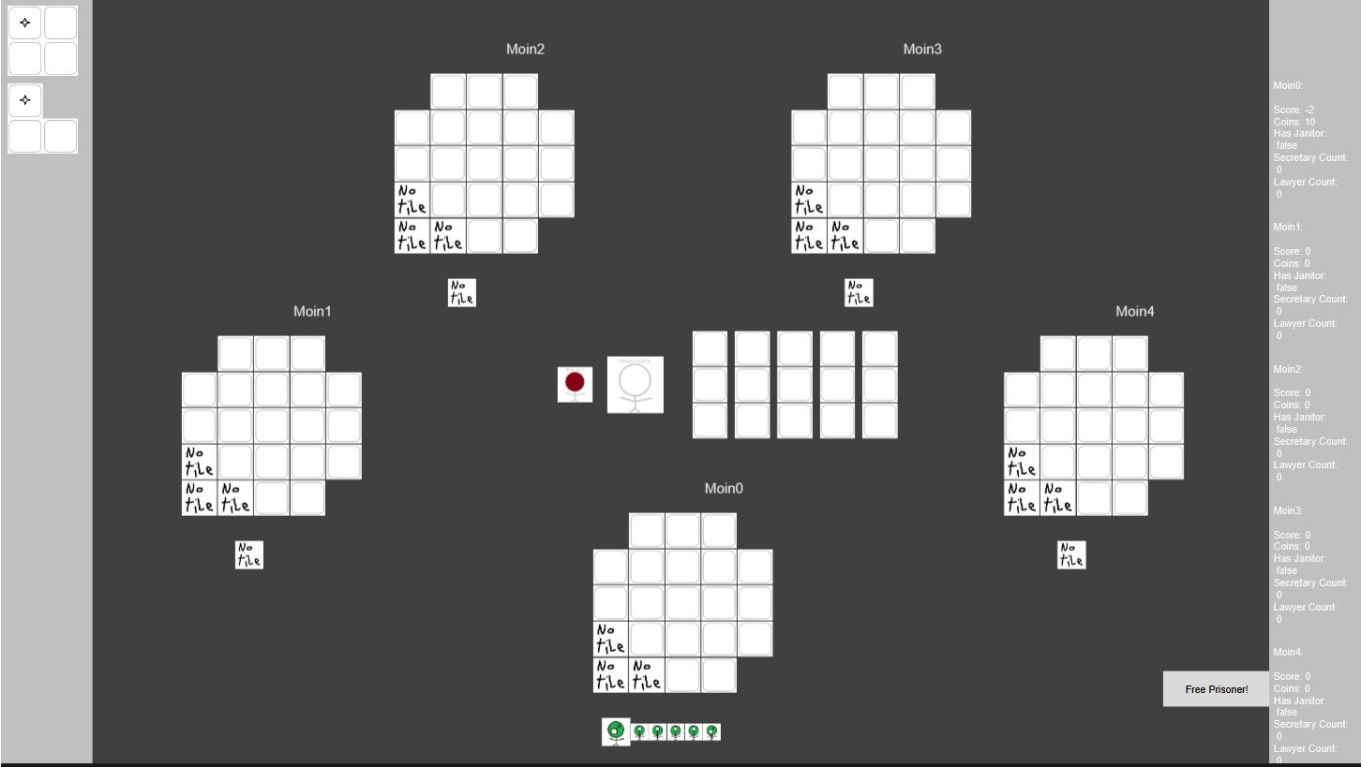 Moin2
Moin3
No
tile
No
tile
No
tile
No
tile
No
tile
No
tile
No
tile
No
tile
Moin1
Moin4
No
tile
No
tile
No
tile
No
tile
No
tile
No
tile
No
tile
No
tile
Moin0
No
tile
No
tile
No
tile
Free Prisoner!
Moin0:
Score: -2
Coins: 10
Has Janitor:
false
Secretary Count:
0
Lawyer Count:
0
Moin1:
Score: 0
Coins: 0
Has Janitor:
false
Secretary Count:
0
Lawyer Count:
0
Moin2:
Score: 0
Coins: 0
Has Janitor:
false
Secretary Count:
0
Lawyer Count:
0
Moin3:
Score: 0
Coins: 0
Has Janitor:
false
Secretary Count:
0
Lawyer Count:
0
Moin4:
Score: 0
Coins: 0
Has Janitor:
false
Secretary Count:
0
Lawyer Count:
0